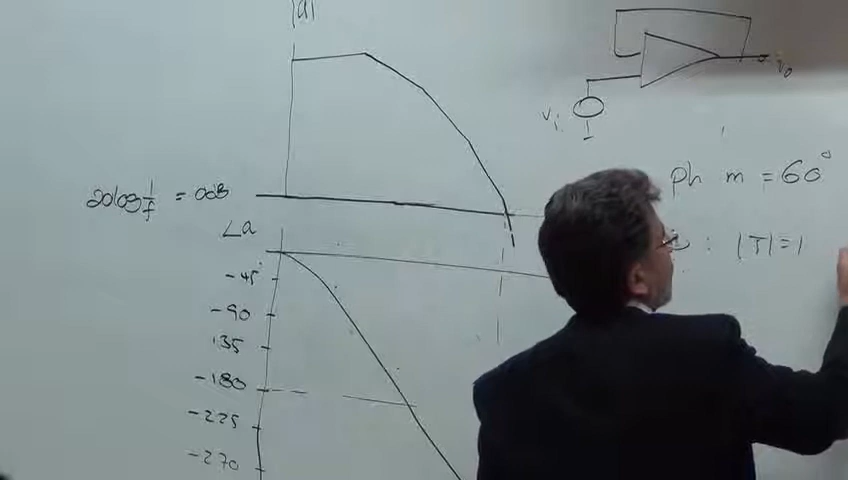 |a|
vo
vi
ph m = 60°
20log 1/f = 0dB
: |T|=1
∠a
-45
-90
135
-180
-225
-270